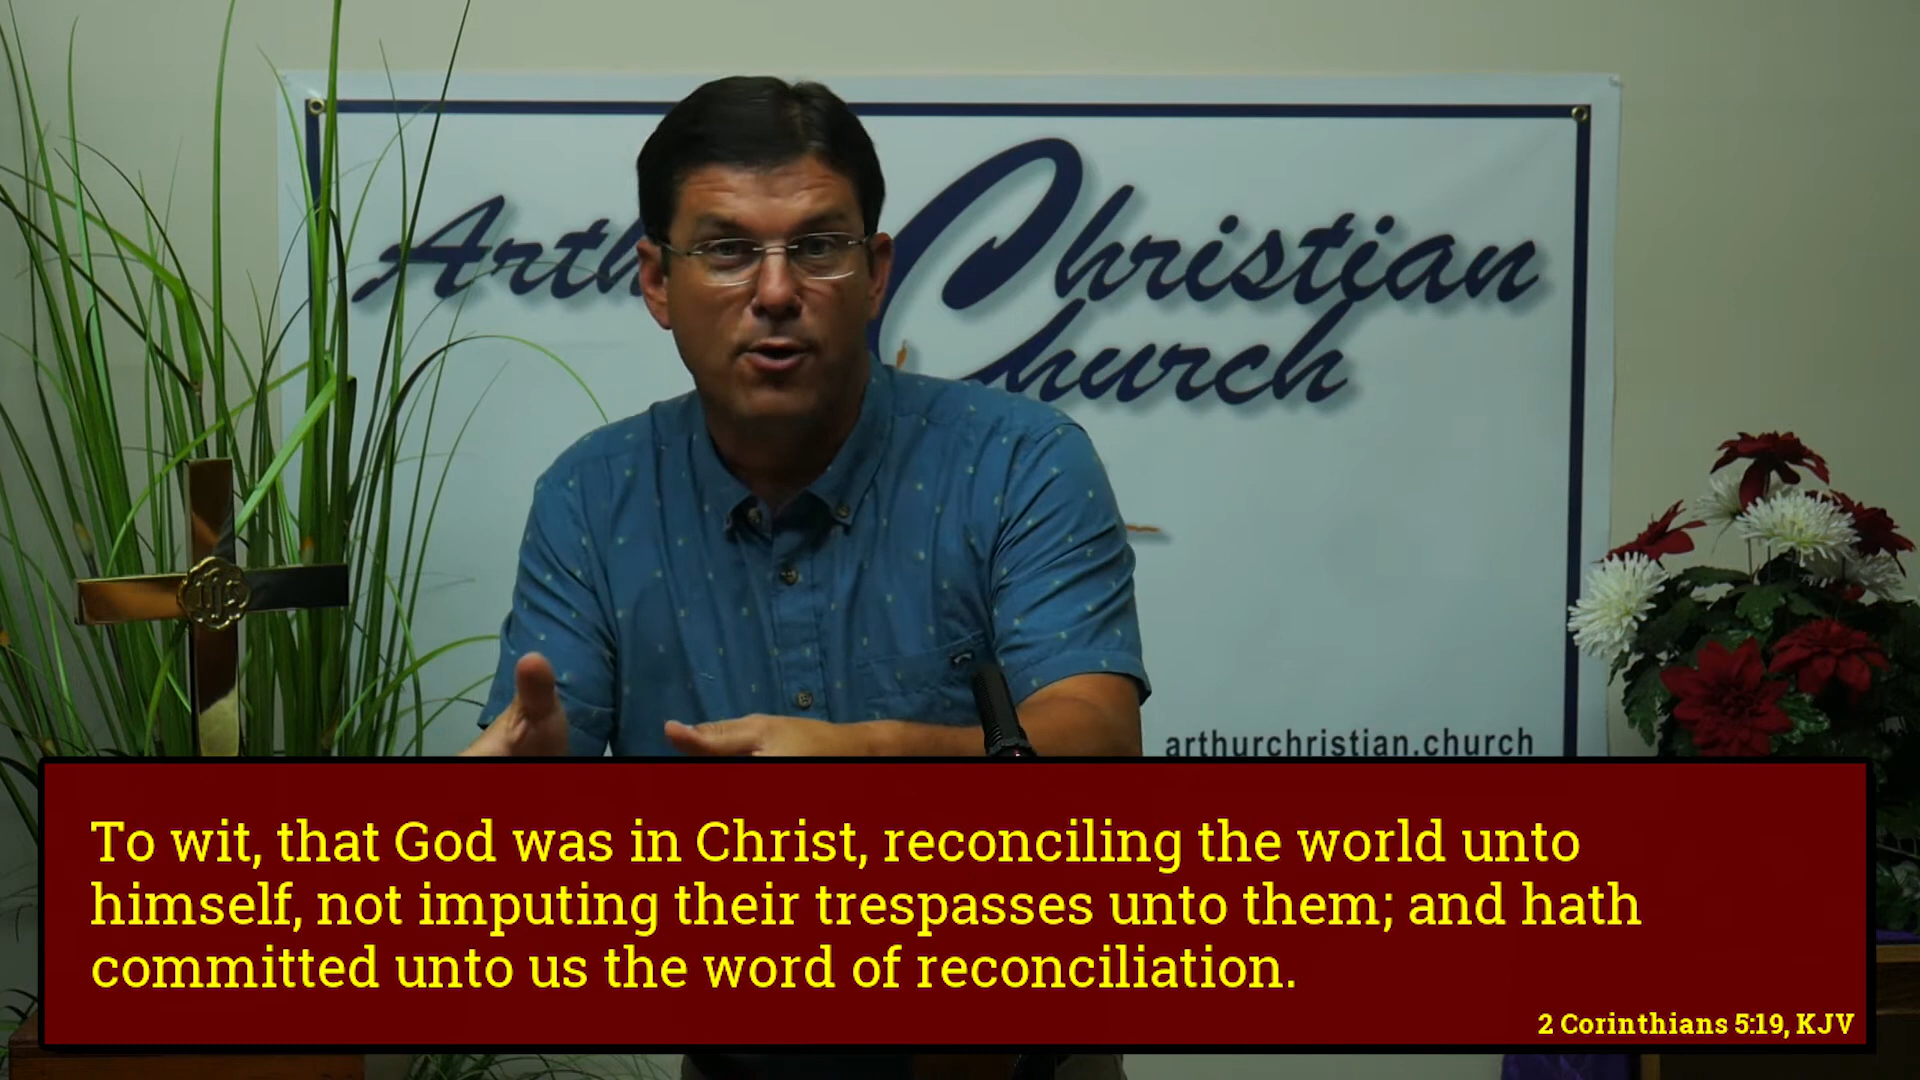 Arth Christian
Church
arthurchristian.church
To wit, that God was in Christ, reconciling the world unto
himself, not imputing their trespasses unto them; and hath
committed unto us the word of reconciliation.
2 Corinthians 5:19, KJV